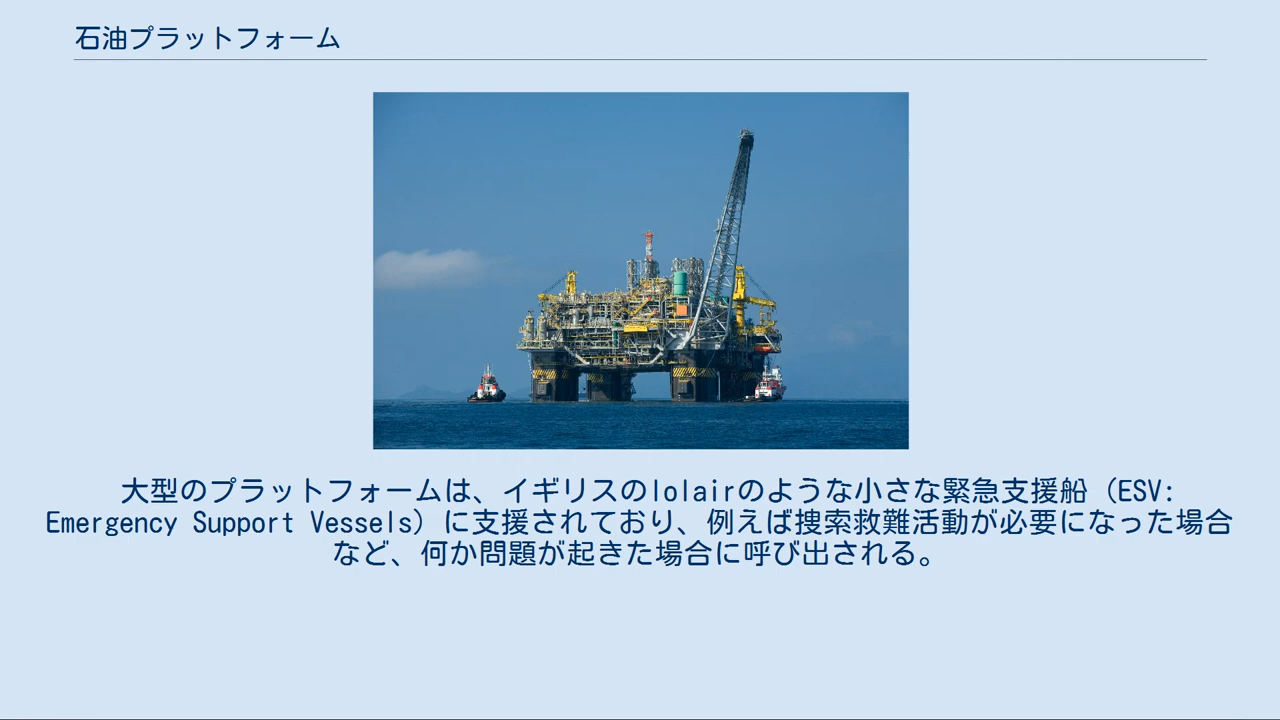 石油プラットフォーム
大型のプラットフォームは、イギリスのIolairのような小さな緊急支援船（ESV:
Emergency Support Vessels）に支援されており、例えば捜索救難活動が必要になった場合
など、何か問題が起きた場合に呼び出される。